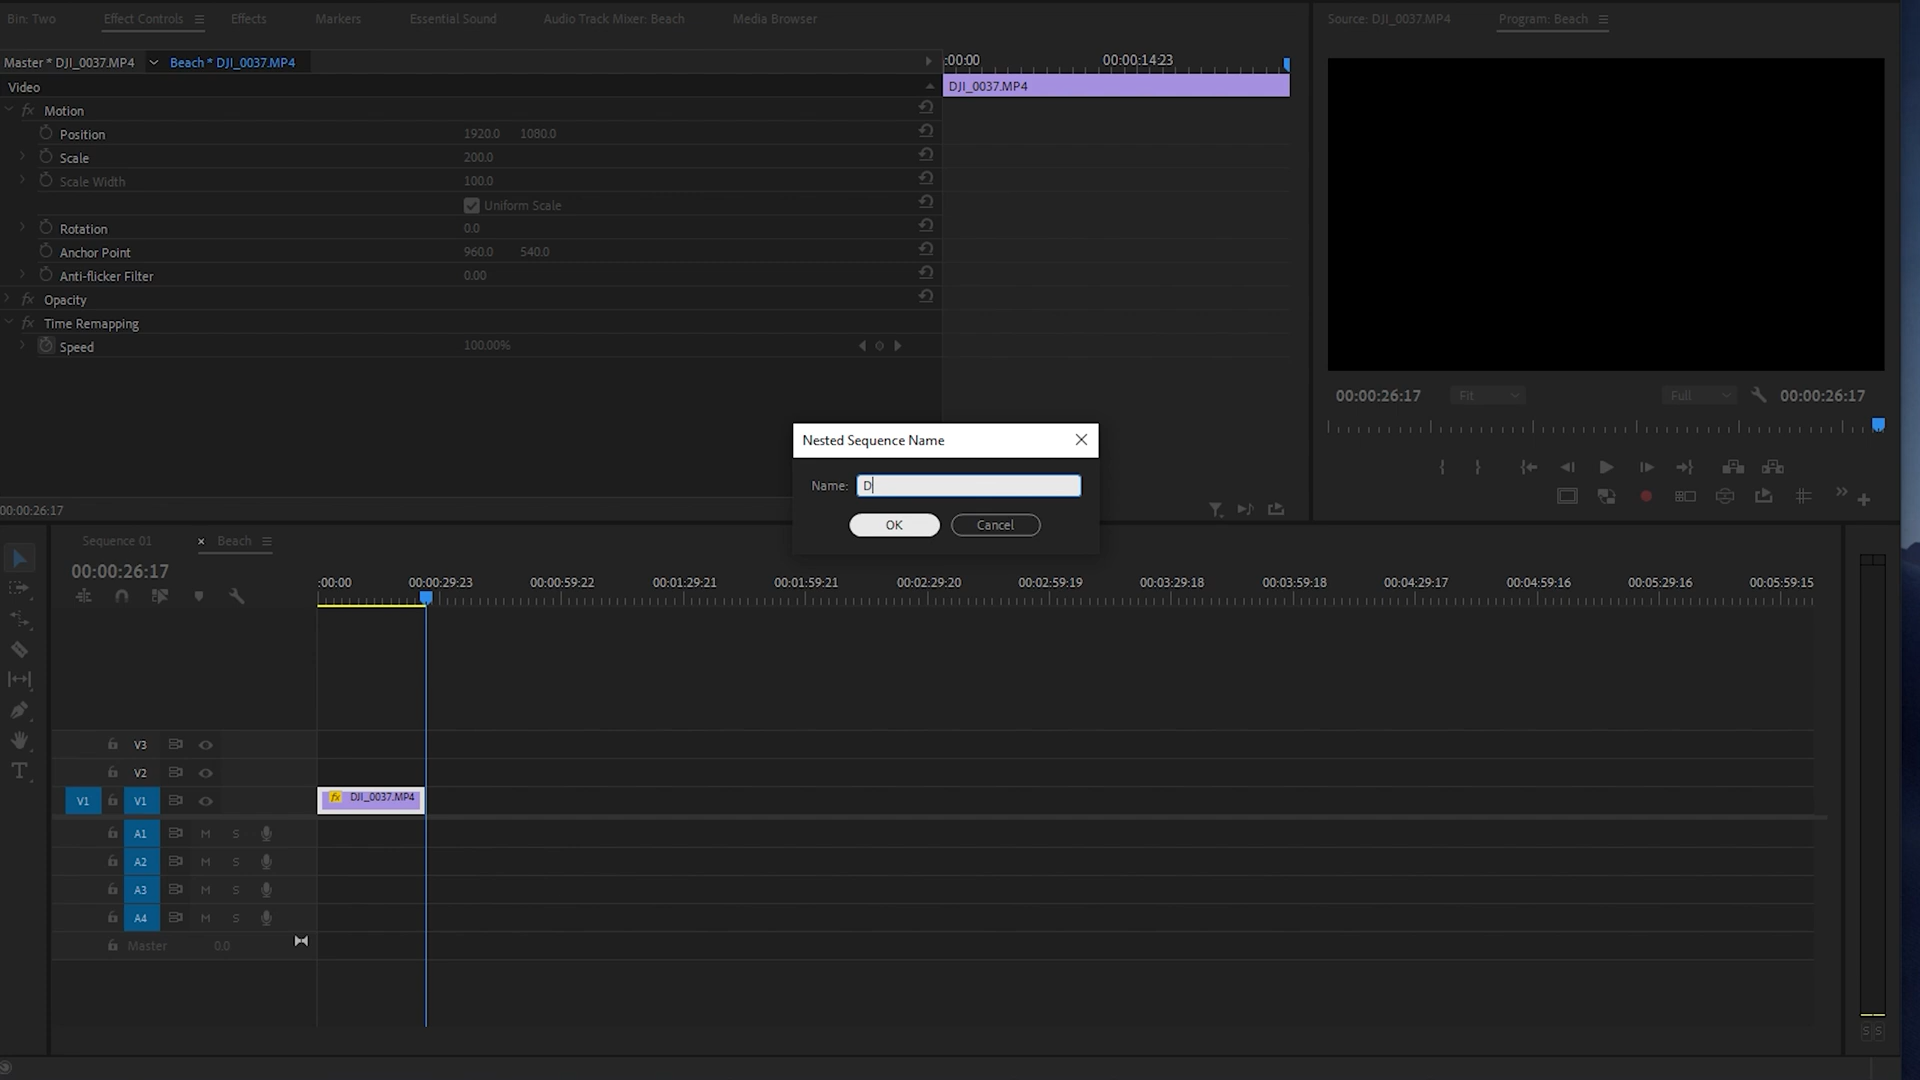 Bin: Two
Effect Controls
Effects
Markers
Essential Sound
Audio Track Mixer: Beach
Media Browser
Source: DJI_0037.MP4
Program: Beach
Master * DJI_0037.MP4
Beach * DJI_0037.MP4
:00:00
00:00:14:23
Video
DJI_0037.MP4
fx Motion
Position 1920.0 1080.0
Scale 200.0
Scale Width 100.0
Uniform Scale
Rotation 0.0
Anchor Point 960.0 540.0
Anti-flicker Filter 0.00
fx Opacity
fx Time Remapping
Speed 100.00%
00:00:26:17 Fit Full 00:00:26:17
Nested Sequence Name
Name: D
OK Cancel
00:00:26:17
Sequence 01
× Beach
00:00:26:17
:00:00 00:00:29:23 00:00:59:22 00:01:29:21 00:01:59:21 00:02:29:20 00:02:59:19 00:03:29:18 00:03:59:18 00:04:29:17 00:04:59:16 00:05:29:16 00:05:59:15
V3
V2
V1 V1 fx DJI_0037.MP4
A1 M S
A2 M S
A3 M S
A4 M S
Master 0.0
S S